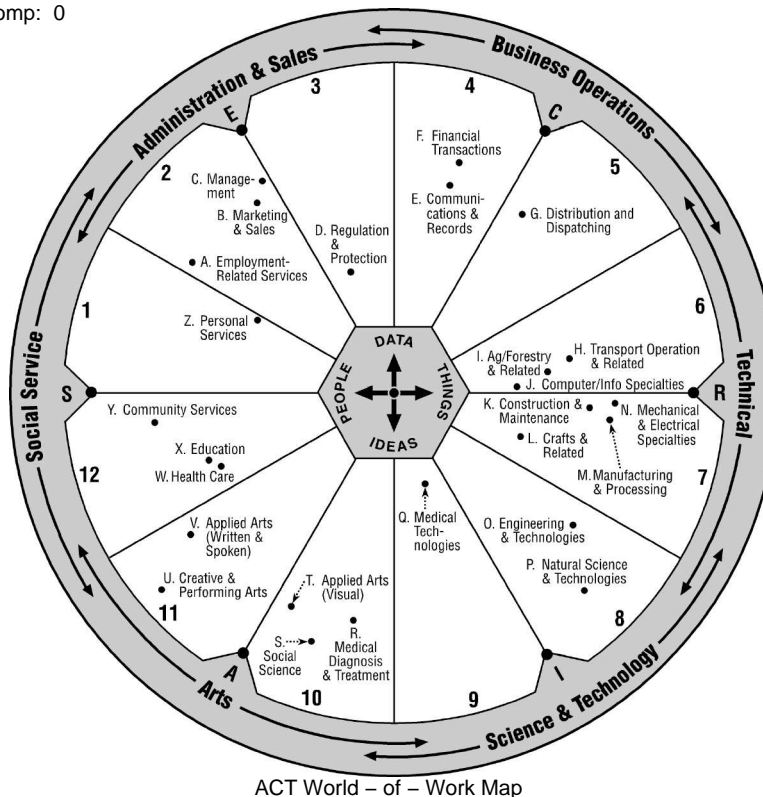 omp: 0
Administration & Sales
Business Operations
3
4
E
C
2
5
F. Financial
Transactions
C. Manage-
ment
E. Communi-
cations &
Records
B. Marketing
& Sales
G. Distribution and
Dispatching
D. Regulation
&
Protection
A. Employment-
Related Services
1
6
Z. Personal
Services
DATA
PEOPLE
THINGS
IDEAS
H. Transport Operation
& Related
I. Ag/Forestry
& Related
J. Computer/Info Specialties
Social Service
S
R
Technical
Y. Community Services
K. Construction &
Maintenance
N. Mechanical
& Electrical
Specialties
L. Crafts &
Related
X. Education
W. Health Care
12
M. Manufacturing
& Processing
7
V. Applied Arts
(Written &
Spoken)
Q. Medical
Tech-
nologies
O. Engineering
& Technologies
P. Natural Science
& Technologies
U. Creative &
Performing Arts
T. Applied Arts
(Visual)
11
8
S.
Social
Science
R.
Medical
Diagnosis
& Treatment
A
I
10
9
Arts
Science & Technology
ACT World – of – Work Map